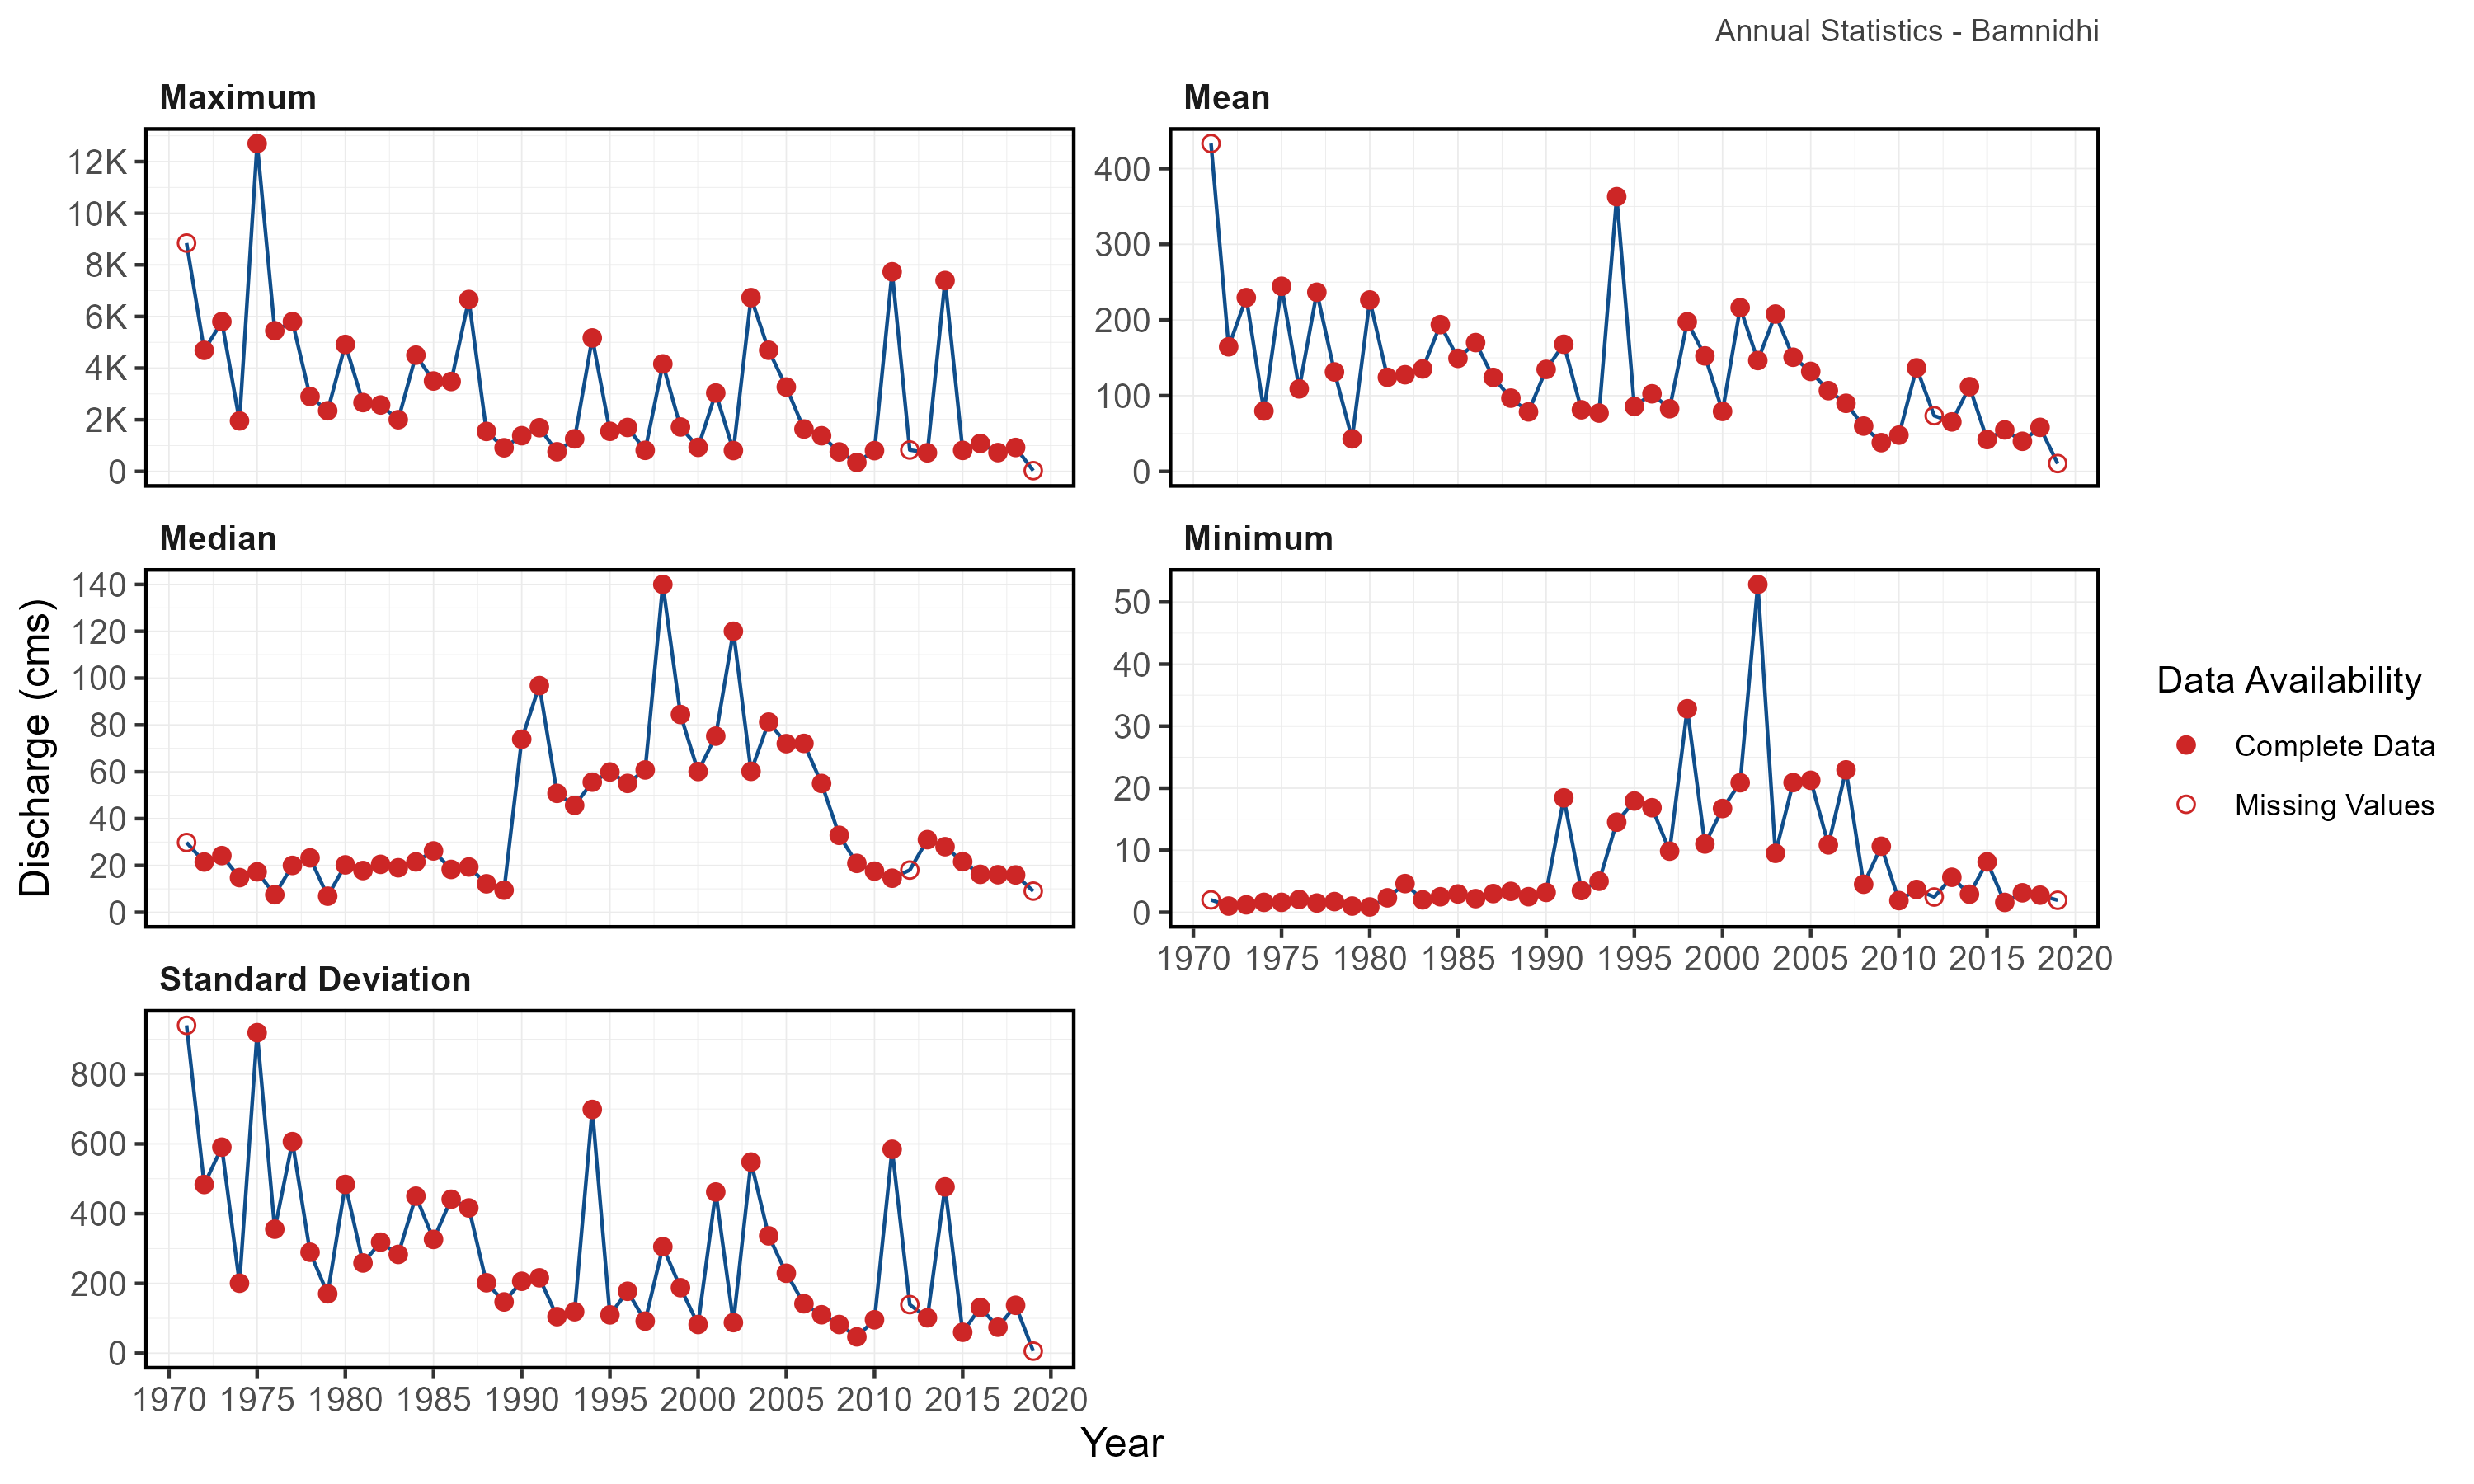 Annual Statistics - Bamnidhi
Maximum
12K
10K
8K
6K
4K
2K
0
Mean
400
300
200
100
0
Discharge (cms)
Median
140
120
100
80
60
40
20
0
Minimum
50
40
30
20
10
0
1970 1975 1980 1985 1990 1995 2000 2005 2010 2015 2020
Data Availability
Complete Data
Missing Values
Standard Deviation
800
600
400
200
0
1970 1975 1980 1985 1990 1995 2000 2005 2010 2015 2020
Year